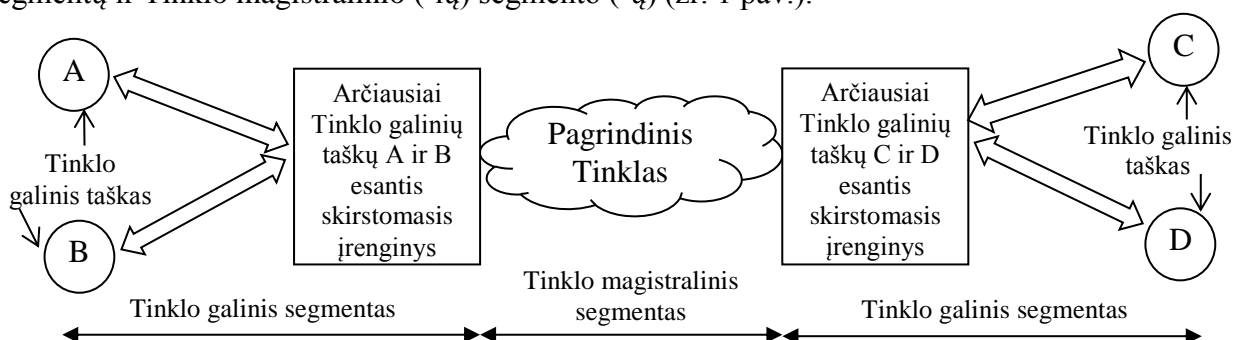 segmentų ir Tinklo magistralinio (-ių) segmento (-ų) (žr. 1 pav.).
A
B
Tinklo
galinis taškas
Arčiausiai
Tinklo galinių
taškų A ir B
esantis
skirstomasis
įrenginys
Pagrindinis
Tinklas
Arčiausiai
Tinklo galinių
taškų C ir D
esantis
skirstomasis
įrenginys
C
Tinklo galinis
taškas
D
Tinklo galinis segmentas
Tinklo magistralinis
segmentas
Tinklo galinis segmentas